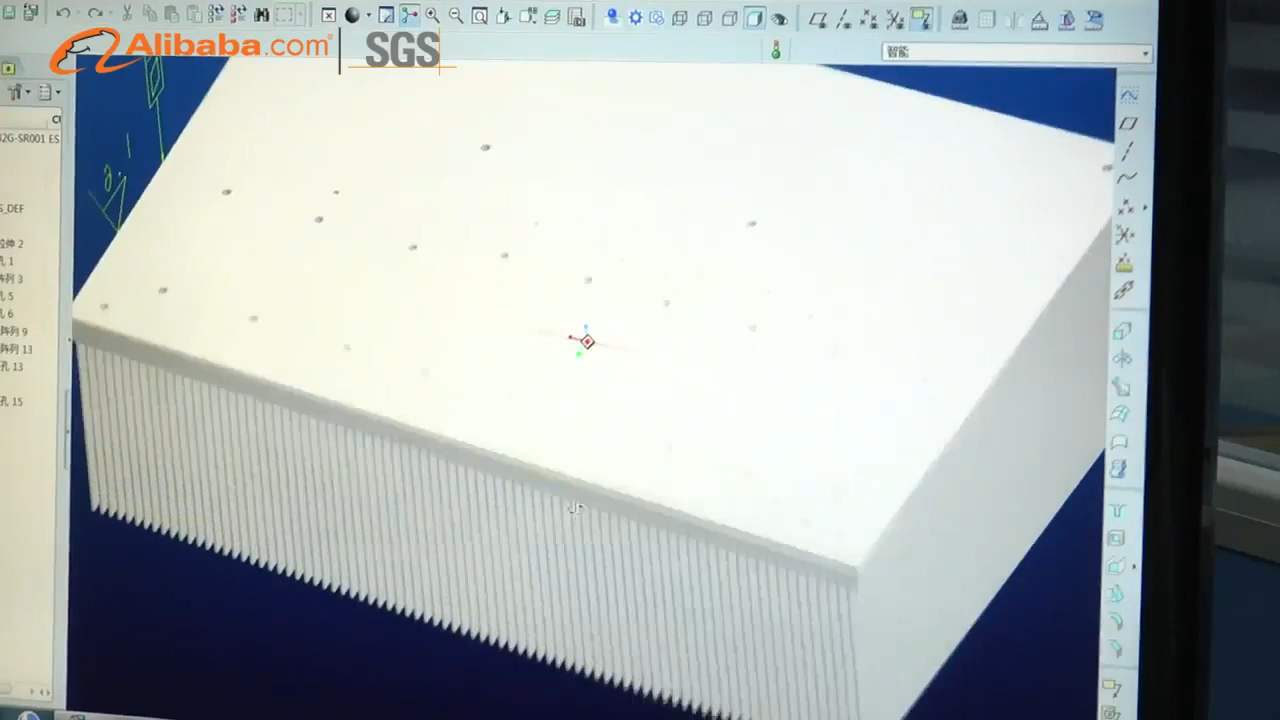 Alibaba.com
SGS
智能
J2G-SR001 ES
S_DEF
拉伸 2
孔 1
阵列 3
孔 5
孔 6
阵列 9
阵列 13
孔 13
孔 15